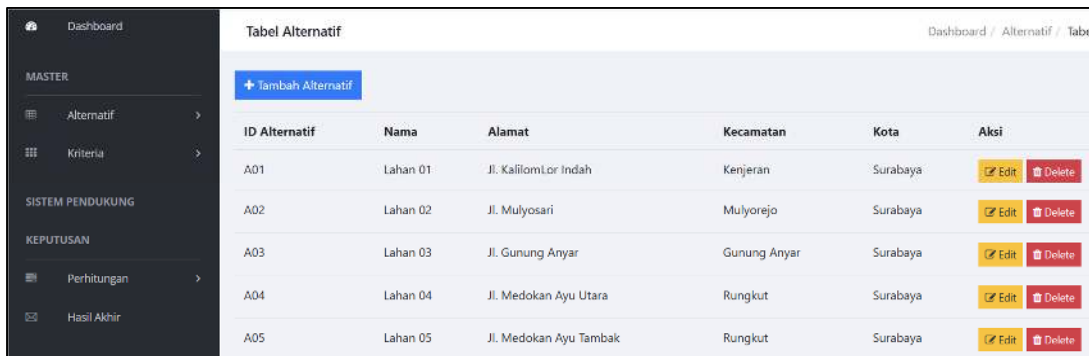 Dashboard
MASTER
Alternatif
Kriteria
SISTEM PENDUKUNG
KEPUTUSAN
Perhitungan
Hasil Akhir
Tabel Alternatif
Dashboard / Alternatif / Tabe
+ Tambah Alternatif
ID Alternatif Nama Alamat Kecamatan Kota Aksi
A01 Lahan 01 Jl. KalilomLor Indah Kenjeran Surabaya Edit Delete
A02 Lahan 02 Jl. Mulyosari Mulyorejo Surabaya Edit Delete
A03 Lahan 03 Jl. Gunung Anyar Gunung Anyar Surabaya Edit Delete
A04 Lahan 04 Jl. Medokan Ayu Utara Rungkut Surabaya Edit Delete
A05 Lahan 05 Jl. Medokan Ayu Tambak Rungkut Surabaya Edit Delete